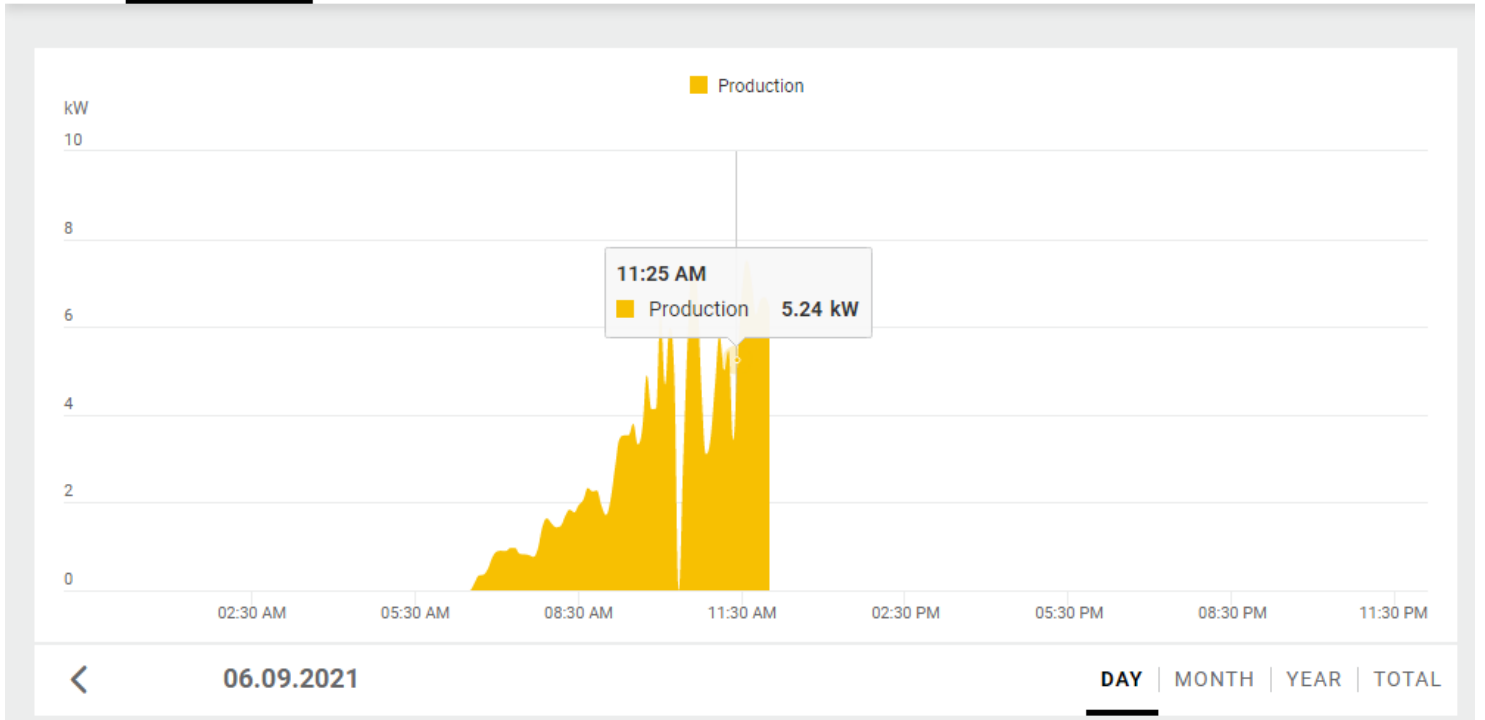 Production
kW
10
8
6
4
2
0
11:25 AM
Production 5.24 kW
02:30 AM 05:30 AM 08:30 AM 11:30 AM 02:30 PM 05:30 PM 08:30 PM 11:30 PM
06.09.2021 DAY MONTH YEAR TOTAL